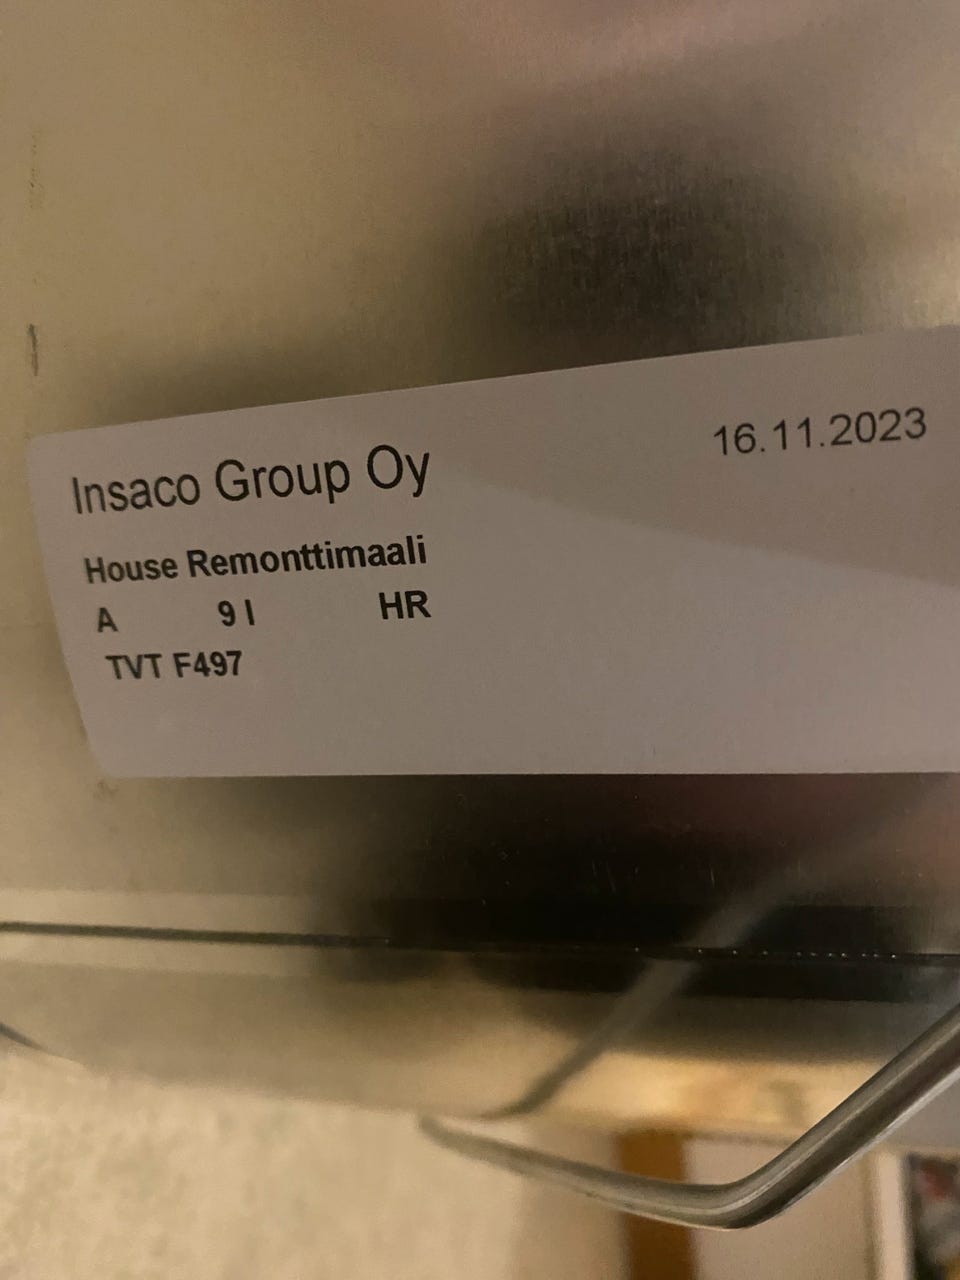 Insaco Group Oy 16.11.2023
House Remonttimaali
A 9 l HR
TVT F497